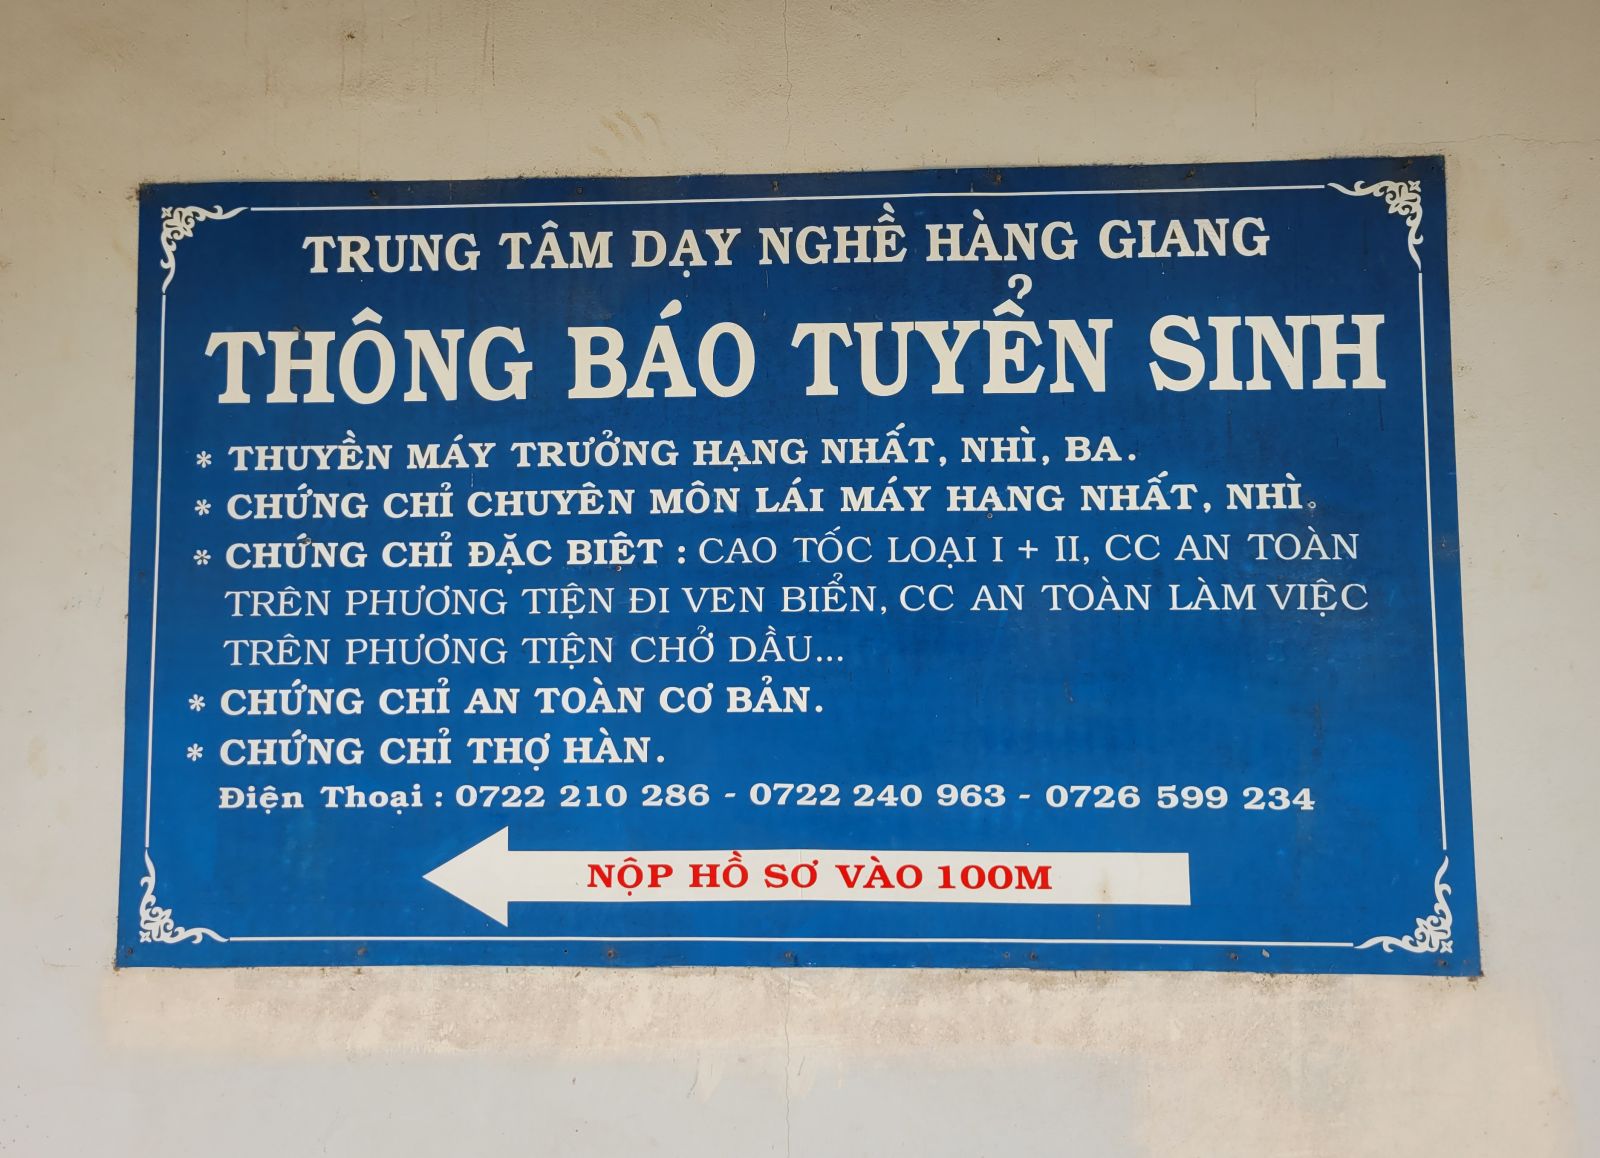 TRUNG TÂM DẠY NGHỀ HÀNG GIANG
THÔNG BÁO TUYỂN SINH
* THUYỀN MÁY TRƯỞNG HẠNG NHẤT, NHÌ, BA.
* CHỨNG CHỈ CHUYÊN MÔN LÁI MÁY HẠNG NHẤT, NHÌ.
* CHỨNG CHỈ ĐẶC BIỆT : CAO TỐC LOẠI I + II, CC AN TOÀN
TRÊN PHƯƠNG TIỆN ĐI VEN BIỂN, CC AN TOÀN LÀM VIỆC
TRÊN PHƯƠNG TIỆN CHỞ DẦU...
* CHỨNG CHỈ AN TOÀN CƠ BẢN.
* CHỨNG CHỈ THỢ HÀN.
Điện Thoại : 0722 210 286 - 0722 240 963 - 0726 599 234
NỘP HỒ SƠ VÀO 100M